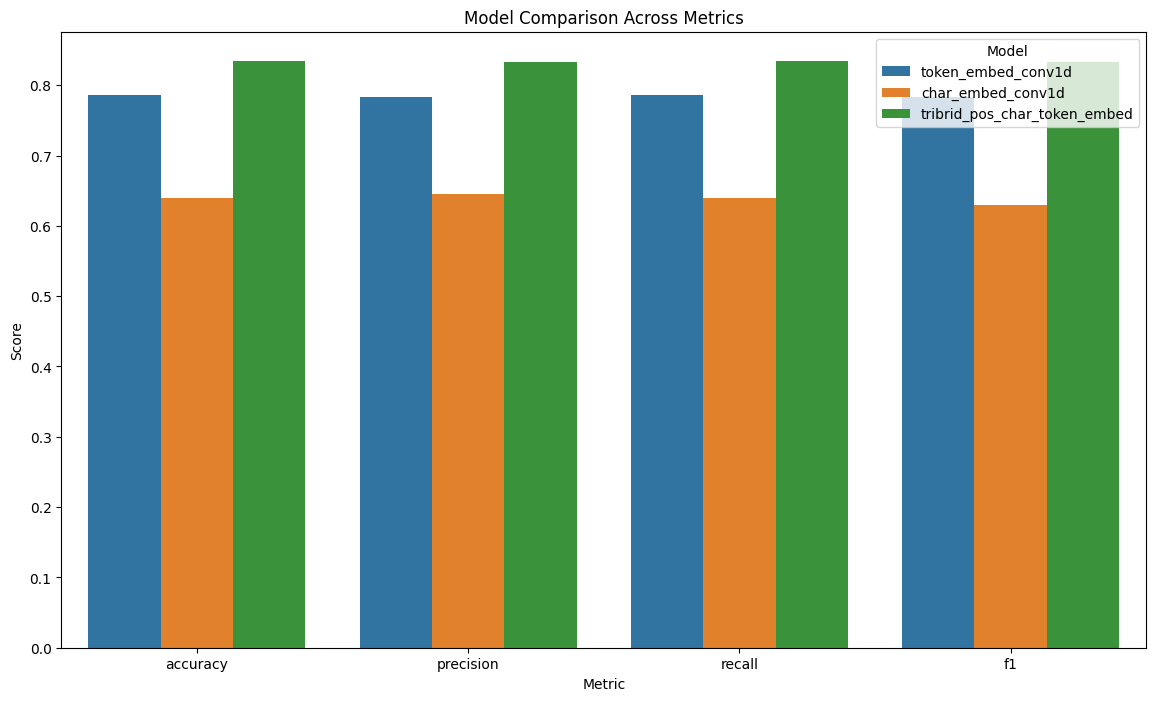 Model Comparison Across Metrics
Model
token_embed_conv1d
char_embed_conv1d
tribrid_pos_char_token_embed
Score
0.8
0.7
0.6
0.5
0.4
0.3
0.2
0.1
0.0
accuracy
precision
recall
f1
Metric